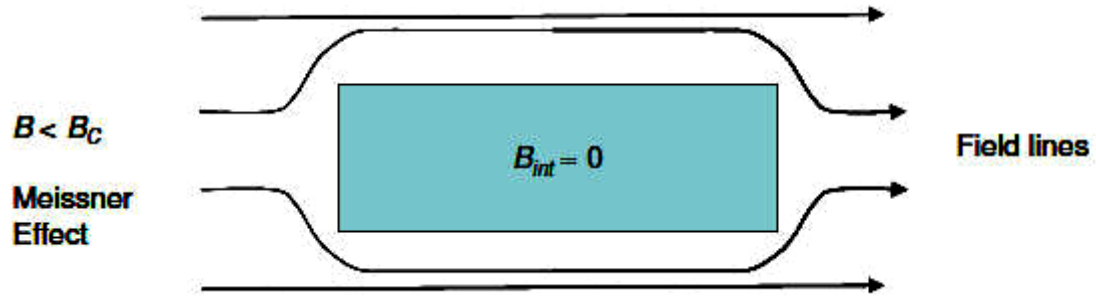 B < B_C
Meissner
Effect
B_int = 0
Field lines